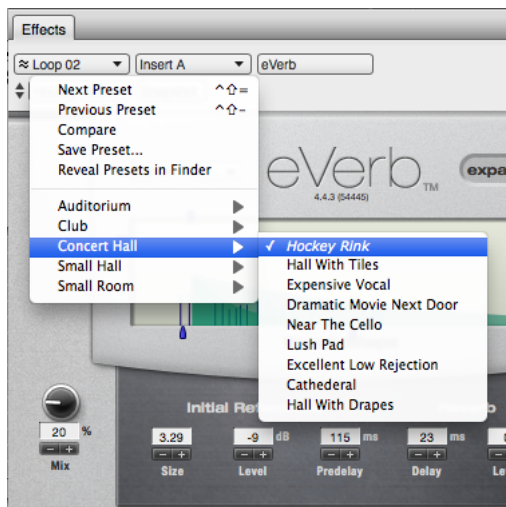 Effects
≈ Loop 02 ▼ Insert A ▼ eVerb
Next Preset ^⇧=
Previous Preset ^⇧-
Compare
Save Preset...
Reveal Presets in Finder
eVerb™
4.4.3 (54445)
expa
Auditorium ▶
Club ▶
Concert Hall ▶
Small Hall ▶
Small Room ▶
✓ Hockey Rink
Hall With Tiles
Expensive Vocal
Dramatic Movie Next Door
Near The Cello
Lush Pad
Excellent Low Rejection
Cathederal
Hall With Drapes
Initial Ref
20 % 3.29 -9 dB 115 ms 23 ms
- + - + - + - + - +
Mix Size Level Predelay Delay Le